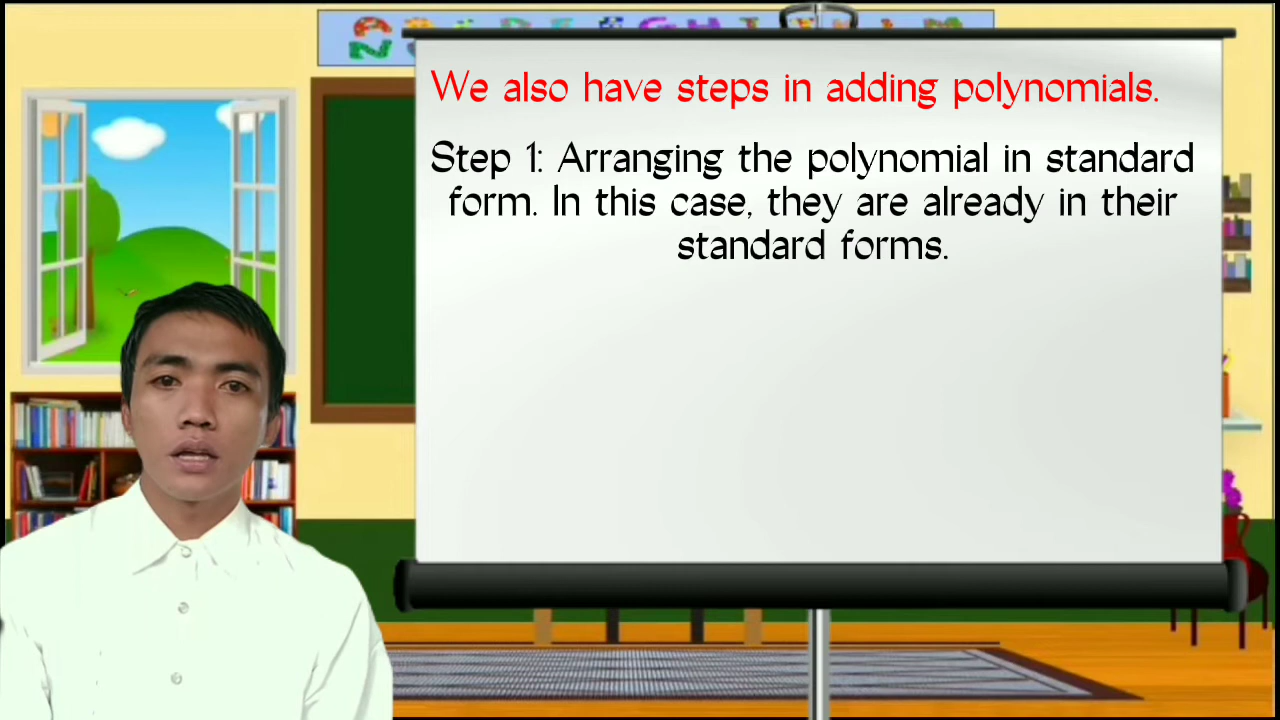 We also have steps in adding polynomials.
Step 1: Arranging the polynomial in standard
form. In this case, they are already in their
standard forms.